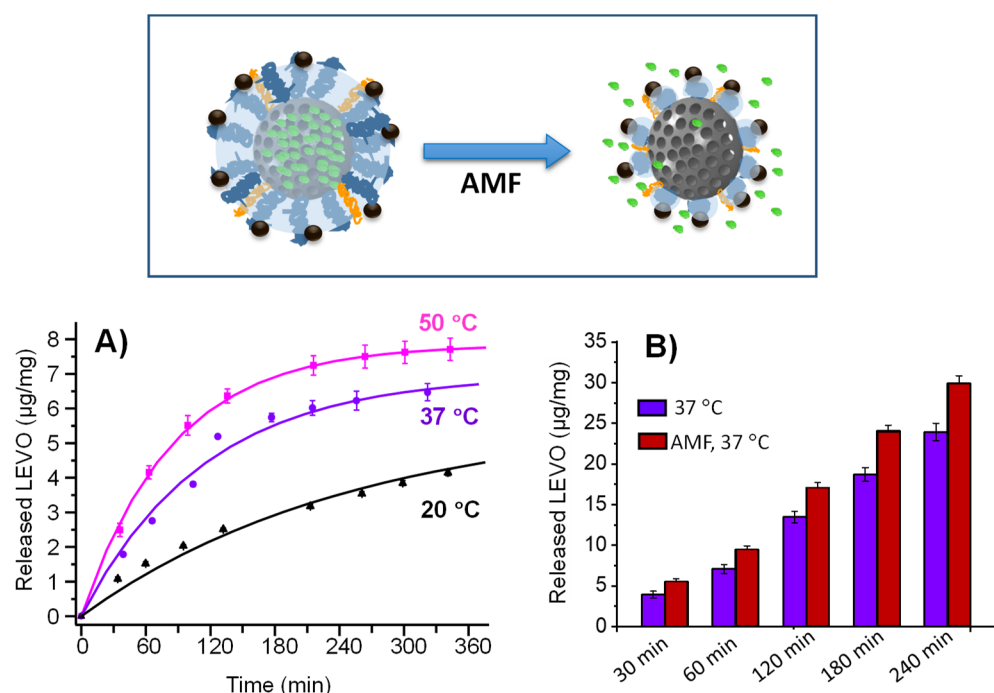 AMF
A)
50 °C
37 °C
20 °C
Released LEVO (µg/mg)
8
7
6
5
4
3
2
1
0
0 60 120 180 240 300 360
Time (min)
B)
37 °C
AMF, 37 °C
Released LEVO (µg/mg)
35
30
25
20
15
10
5
0
30 min 60 min 120 min 180 min 240 min